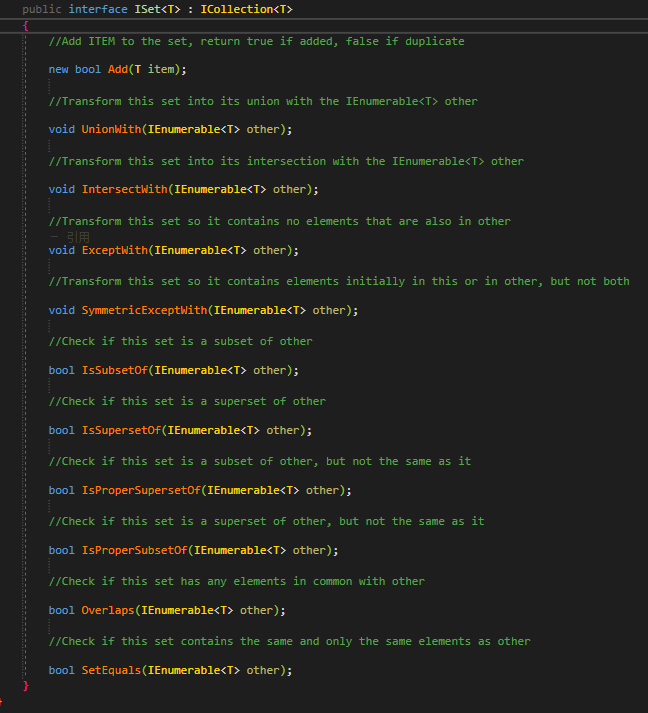 public interface ISet<T> : ICollection<T>
{
//Add ITEM to the set, return true if added, false if duplicate
new bool Add(T item);
//Transform this set into its union with the IEnumerable<T> other
void UnionWith(IEnumerable<T> other);
//Transform this set into its intersection with the IEnumerable<T> other
void IntersectWith(IEnumerable<T> other);
//Transform this set so it contains no elements that are also in other
— 引用
void ExceptWith(IEnumerable<T> other);
//Transform this set so it contains elements initially in this or in other, but not both
void SymmetricExceptWith(IEnumerable<T> other);
//Check if this set is a subset of other
bool IsSubsetOf(IEnumerable<T> other);
//Check if this set is a superset of other
bool IsSupersetOf(IEnumerable<T> other);
//Check if this set is a subset of other, but not the same as it
bool IsProperSupersetOf(IEnumerable<T> other);
//Check if this set is a superset of other, but not the same as it
bool IsProperSubsetOf(IEnumerable<T> other);
//Check if this set has any elements in common with other
bool Overlaps(IEnumerable<T> other);
//Check if this set contains the same and only the same elements as other
bool SetEquals(IEnumerable<T> other);
}
}